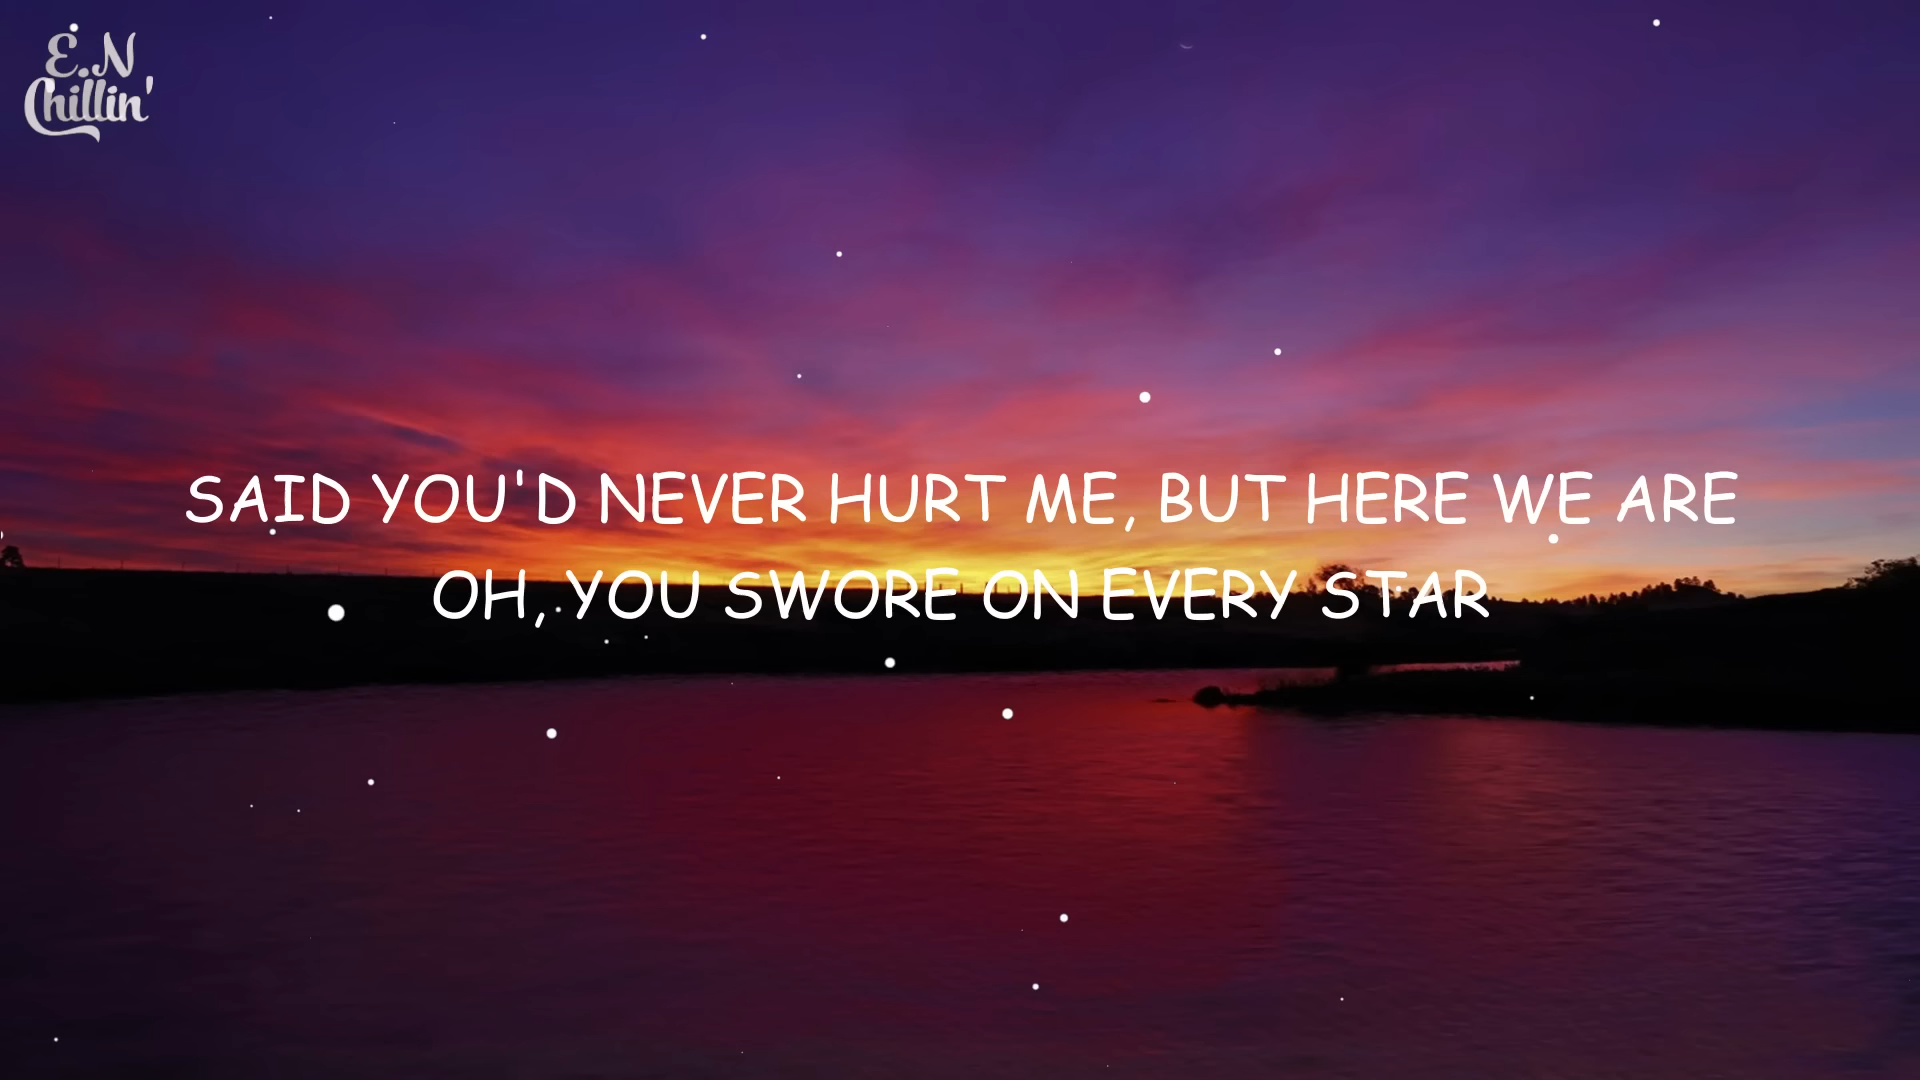 E.N
Chillin'
SAID YOU'D NEVER HURT ME, BUT HERE WE ARE
OH, YOU SWORE ON EVERY STAR